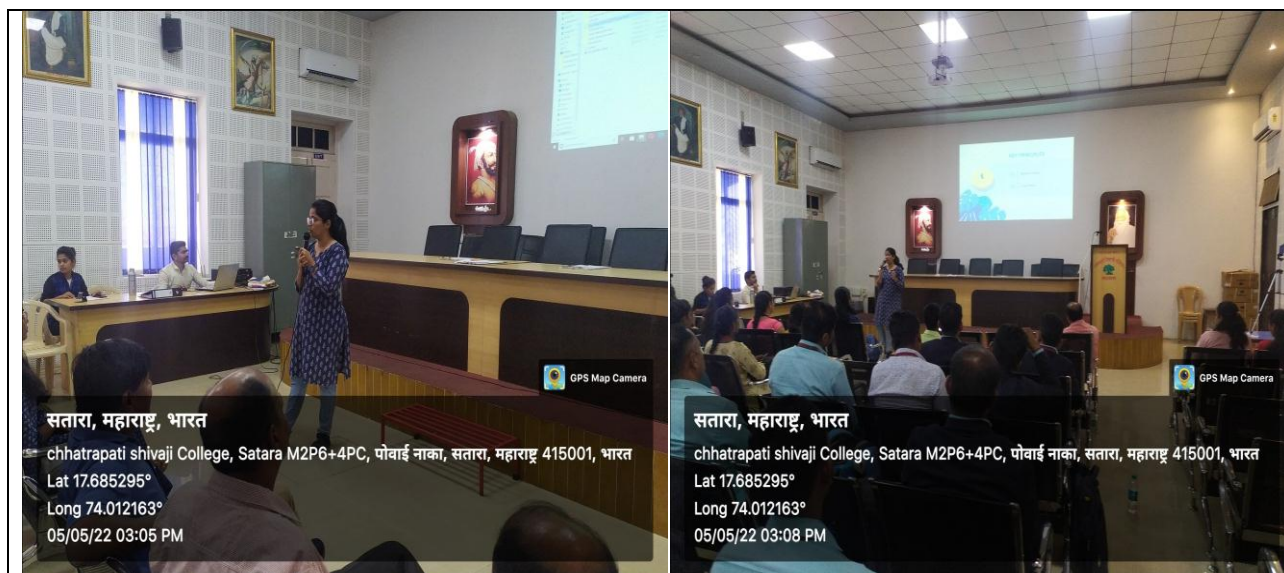 GPS Map Camera
सतारा, महाराष्ट्र, भारत
chhatrapati shivaji College, Satara M2P6+4PC, पोवाई नाका, सतारा, महाराष्ट्र 415001, भारत
Lat 17.685295°
Long 74.012163°
05/05/22 03:05 PM
GPS Map Camera
सतारा, महाराष्ट्र, भारत
chhatrapati shivaji College, Satara M2P6+4PC, पोवाई नाका, सतारा, महाराष्ट्र 415001, भारत
Lat 17.685295°
Long 74.012163°
05/05/22 03:08 PM